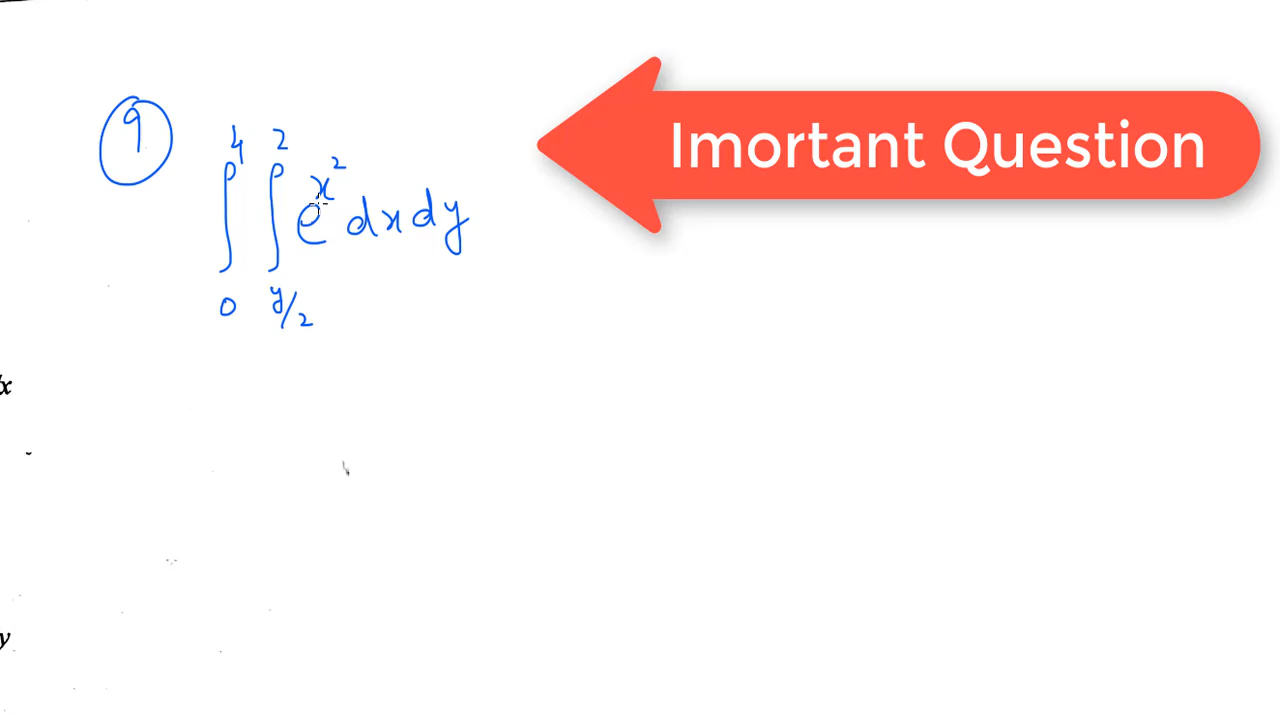 Imortant Question
9
∫₀⁴ ∫_{y/2}² e^{x²} dx dy
x
y